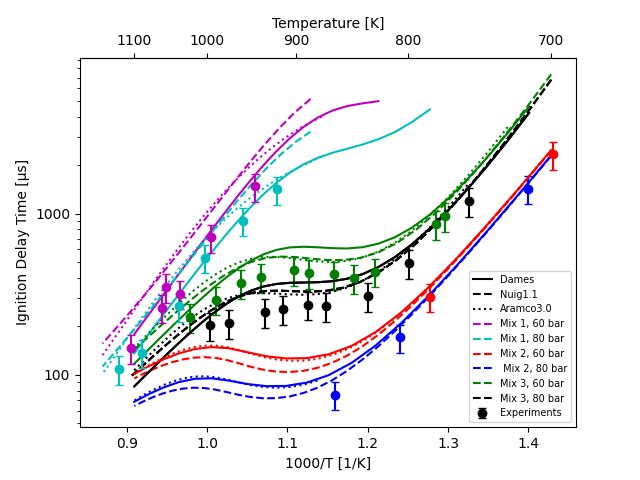 Temperature [K]
1100 1000 900 800 700
Ignition Delay Time [µs]
1000
100
Dames
Nuig1.1
Aramco3.0
Mix 1, 60 bar
Mix 1, 80 bar
Mix 2, 60 bar
Mix 2, 80 bar
Mix 3, 60 bar
Mix 3, 80 bar
Experiments
0.9 1.0 1.1 1.2 1.3 1.4
1000/T [1/K]